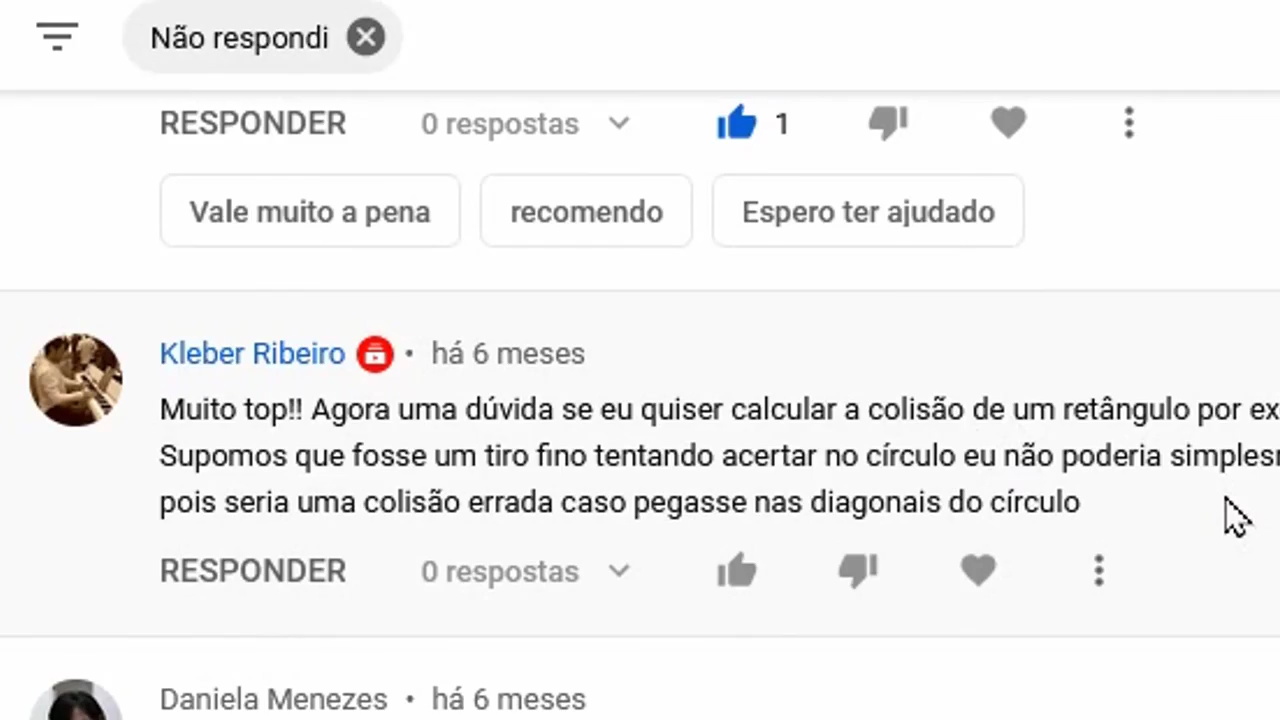 Não respondi
RESPONDER 0 respostas 1
Vale muito a pena recomendo Espero ter ajudado
Kleber Ribeiro • há 6 meses
Muito top!! Agora uma dúvida se eu quiser calcular a colisão de um retângulo por
Supomos que fosse um tiro fino tentando acertar no círculo eu não poderia
pois seria uma colisão errada caso pegasse nas diagonais do círculo
RESPONDER 0 respostas
Daniela Menezes • há 6 meses